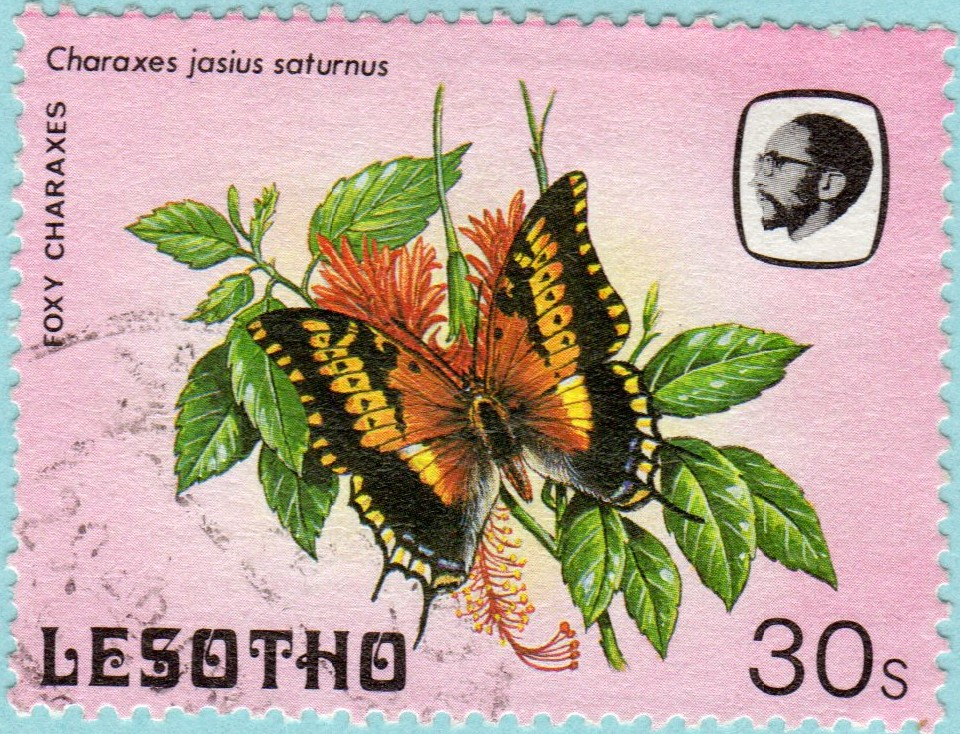 Charaxes jasius saturnus
FOXY CHARAXES
LESOTHO
30s